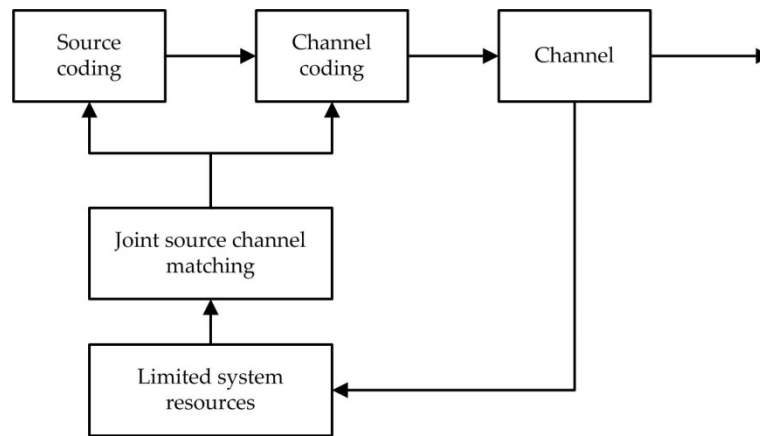 Source
coding
Channel
coding
Channel
Joint source channel
matching
Limited system
resources